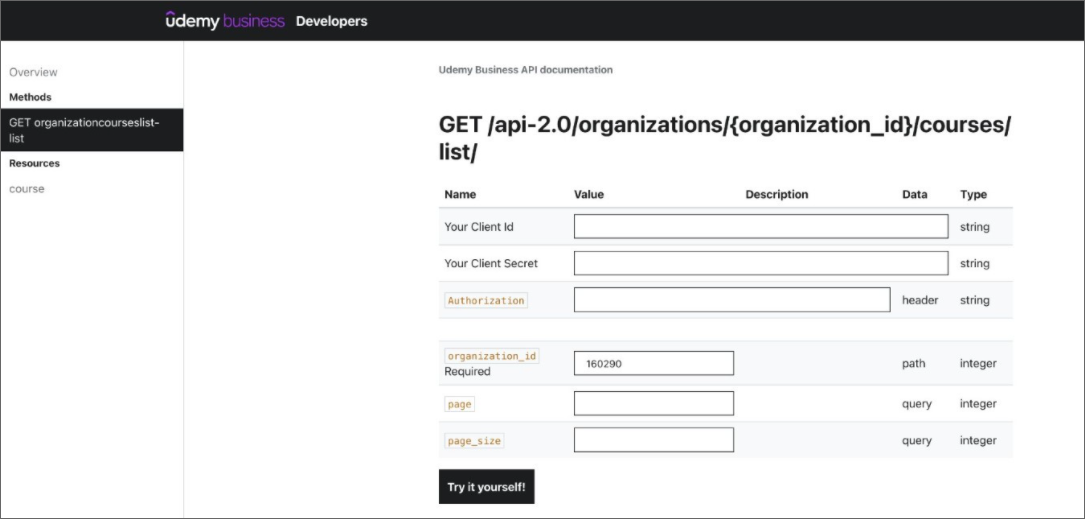 ûdemy business Developers
Overview
Methods
GET organizationcourseslist-
list
Resources
course
Udemy Business API documentation
GET /api-2.0/organizations/{organization_id}/courses/
list/
Name Value Description Data Type
Your Client Id string
Your Client Secret string
Authorization header string
organization_id
Required 160290 path integer
page query integer
page_size query integer
Try it yourself!